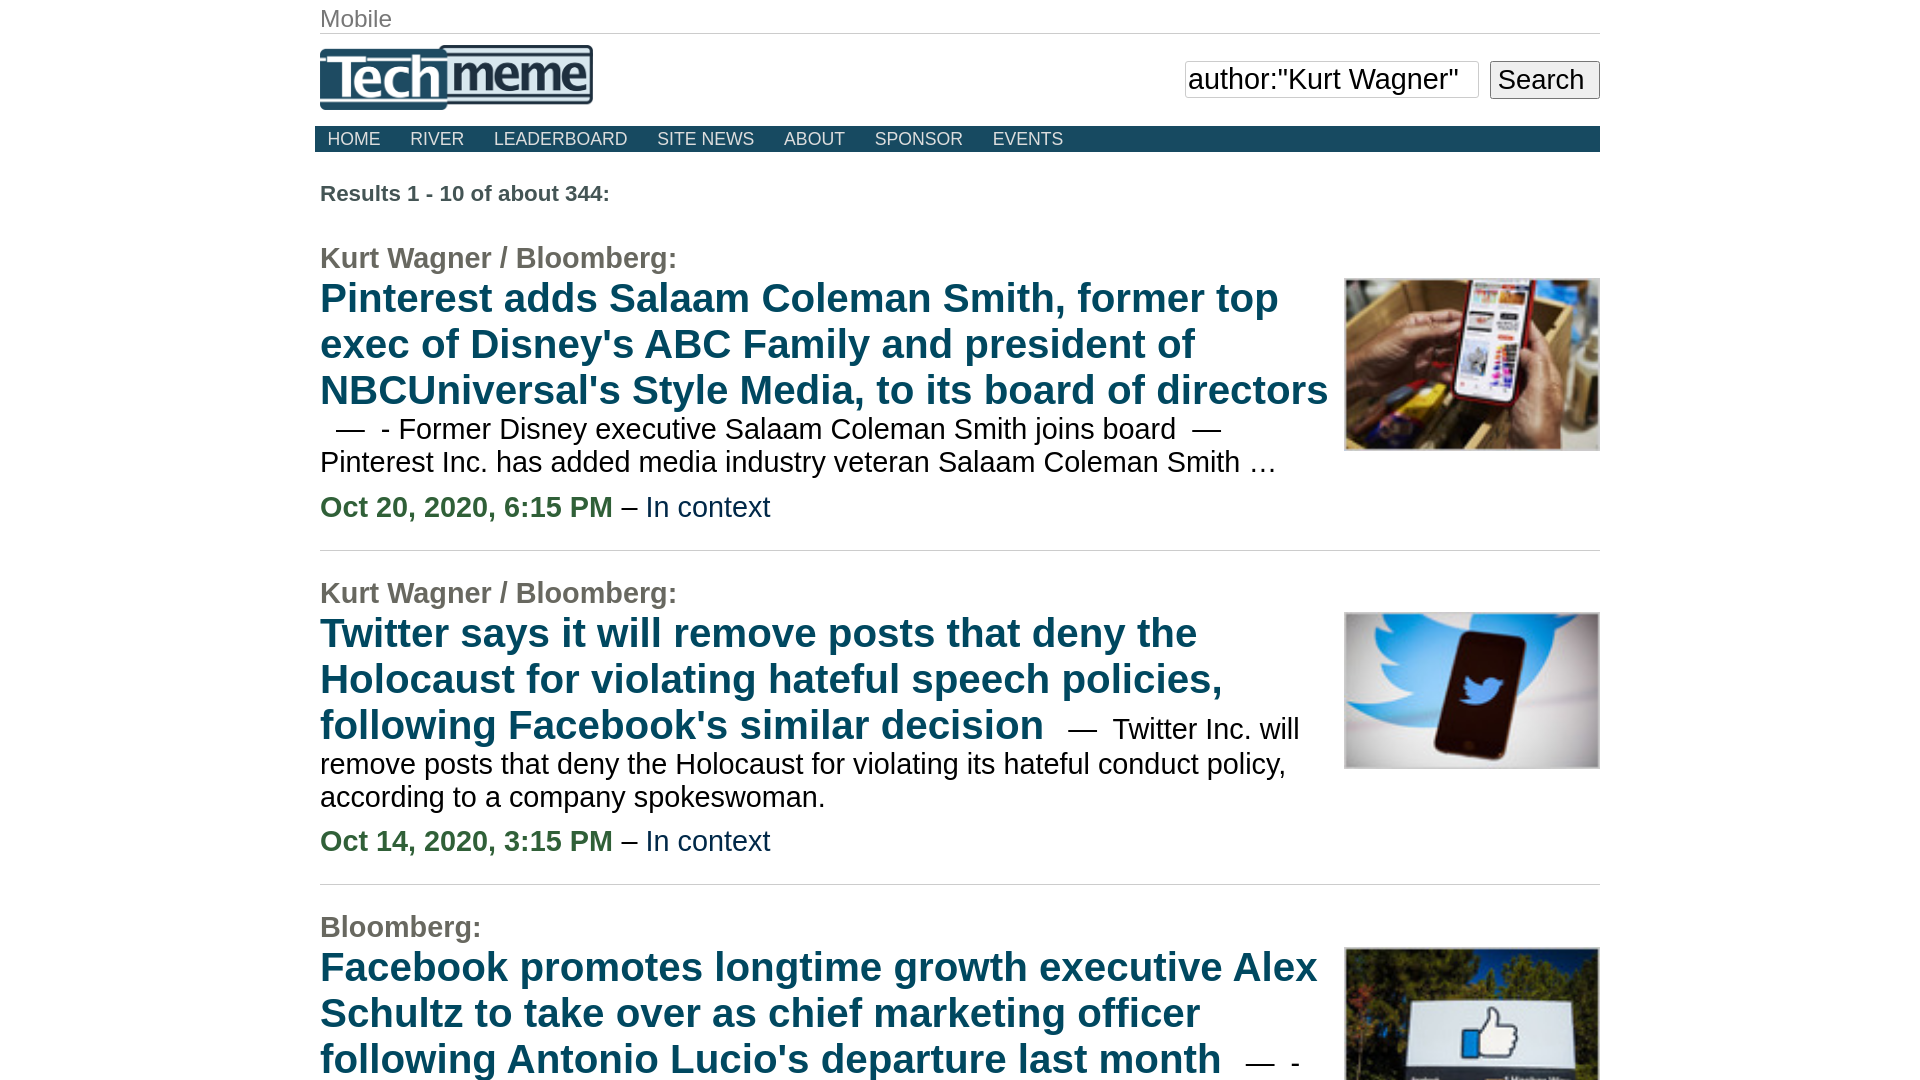 Mobile
Techmeme
author:"Kurt Wagner"
Search
HOME RIVER LEADERBOARD SITE NEWS ABOUT SPONSOR EVENTS
Results 1 - 10 of about 344:
Kurt Wagner / Bloomberg:
Pinterest adds Salaam Coleman Smith, former top
exec of Disney's ABC Family and president of
NBCUniversal's Style Media, to its board of directors
— - Former Disney executive Salaam Coleman Smith joins board —
Pinterest Inc. has added media industry veteran Salaam Coleman Smith …
Oct 20, 2020, 6:15 PM – In context
Kurt Wagner / Bloomberg:
Twitter says it will remove posts that deny the
Holocaust for violating hateful speech policies,
following Facebook's similar decision — Twitter Inc. will
remove posts that deny the Holocaust for violating its hateful conduct policy,
according to a company spokeswoman.
Oct 14, 2020, 3:15 PM – In context
Bloomberg:
Facebook promotes longtime growth executive Alex
Schultz to take over as chief marketing officer
following Antonio Lucio's departure last month — -